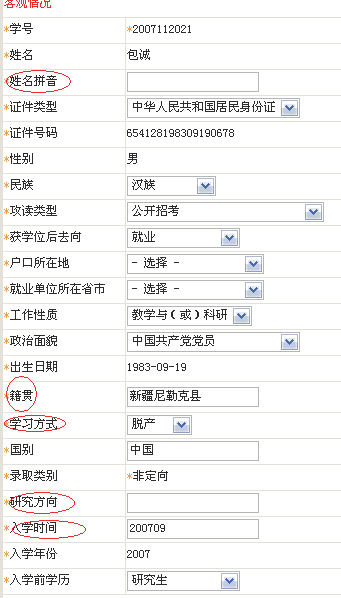 客观情况
*学号 *2007112021
*姓名 包诚
*姓名拼音
*证件类型 中华人民共和国居民身份证
*证件号码 654128198309190678
*性别 男
*民族 汉族
*攻读类型 公开招考
*获学位后去向 就业
*户口所在地 - 选择 -
*就业单位所在省市 - 选择 -
*工作性质 教学与(或)科研
*政治面貌 中国共产党党员
*出生日期 1983-09-19
*籍贯 新疆尼勒克县
*学习方式 脱产
*国别 中国
*录取类别 *非定向
*研究方向
*入学时间 200709
*入学年份 2007
*入学前学历 研究生